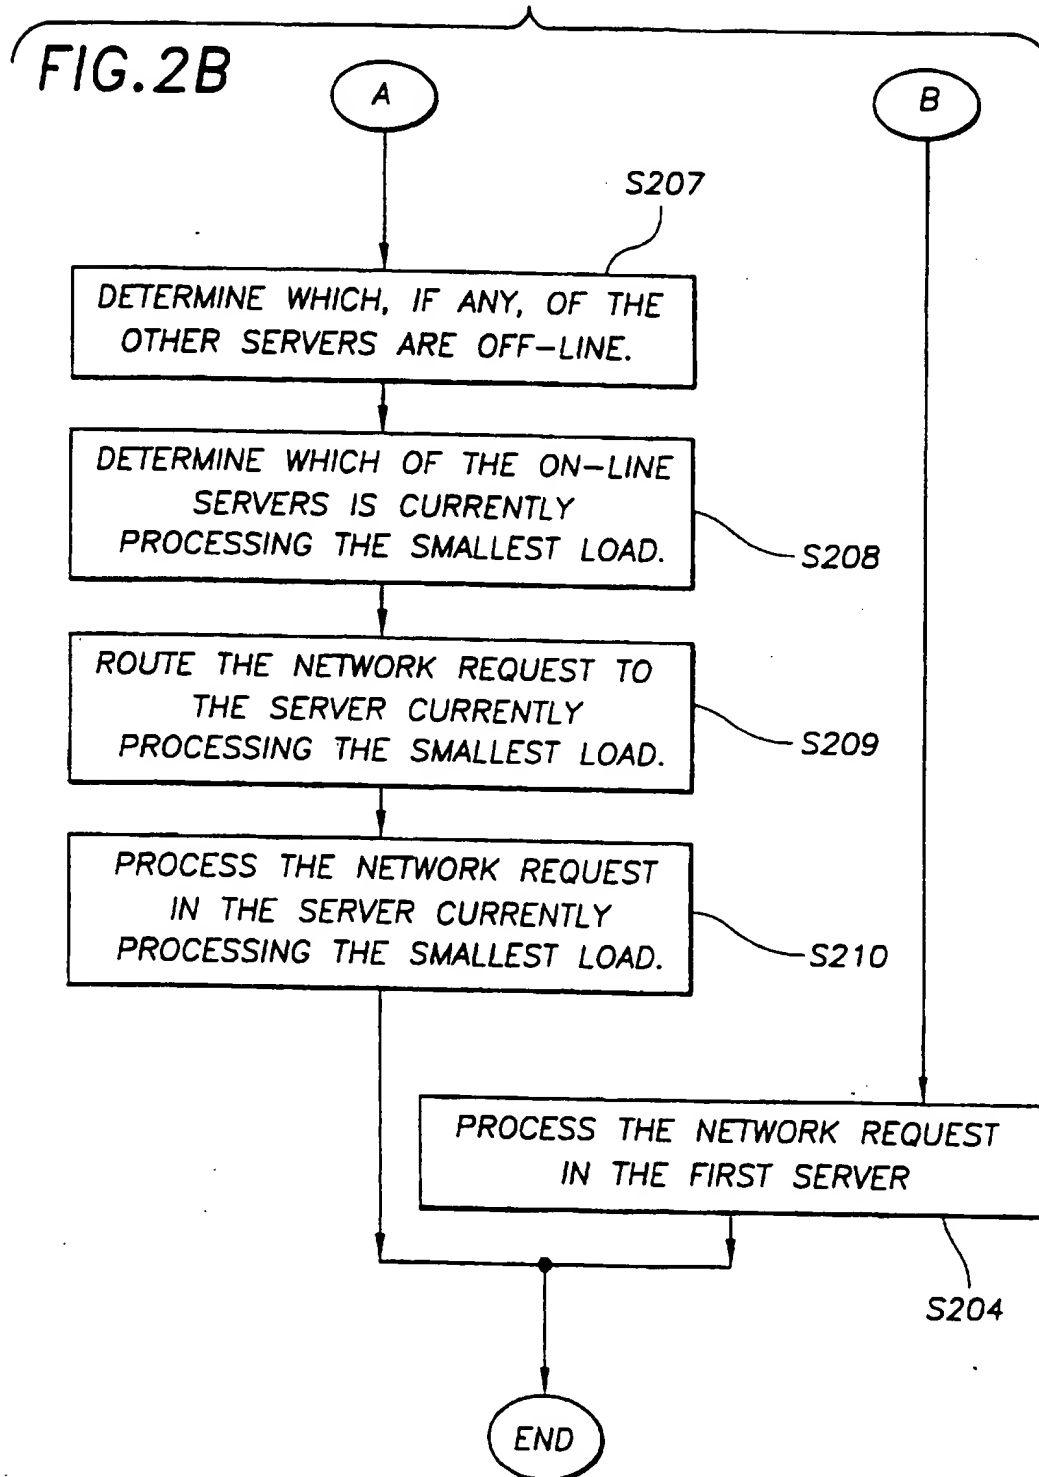 FIG.2B
A
B
S207
DETERMINE WHICH, IF ANY, OF THE
OTHER SERVERS ARE OFF-LINE.
DETERMINE WHICH OF THE ON-LINE
SERVERS IS CURRENTLY
PROCESSING THE SMALLEST LOAD.
S208
ROUTE THE NETWORK REQUEST TO
THE SERVER CURRENTLY
PROCESSING THE SMALLEST LOAD.
S209
PROCESS THE NETWORK REQUEST
IN THE SERVER CURRENTLY
PROCESSING THE SMALLEST LOAD.
S210
PROCESS THE NETWORK REQUEST
IN THE FIRST SERVER
S204
END